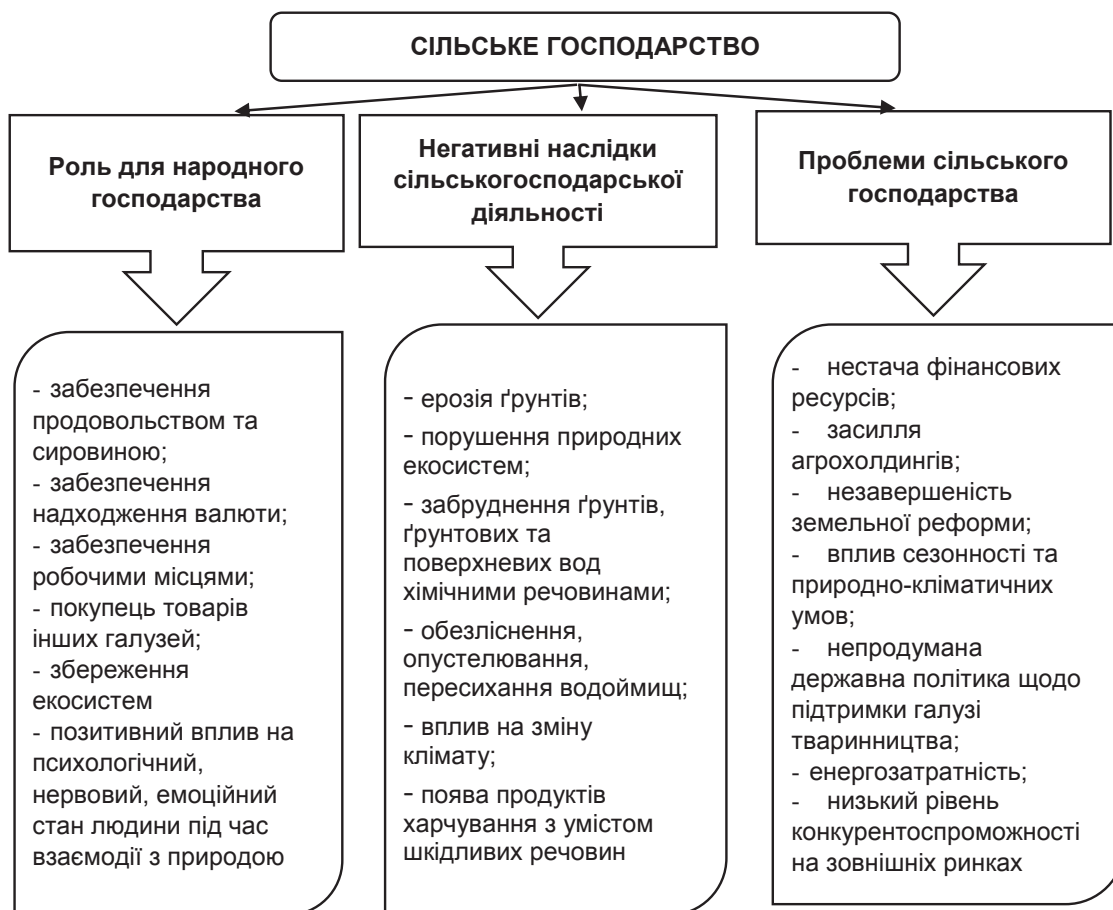 СІЛЬСЬКЕ ГОСПОДАРСТВО
Роль для народного
господарства
Негативні наслідки
сільськогосподарської
діяльності
Проблеми сільського
господарства
- забезпечення
продовольством та
сировиною;
- забезпечення
надходження валюти;
- забезпечення
робочими місцями;
- покупець товарів
інших галузей;
- збереження
екосистем
- позитивний вплив на
психологічний,
нервовий, емоційний
стан людини під час
взаємодії з природою
- ерозія ґрунтів;
- порушення природних
екосистем;
- забруднення ґрунтів,
ґрунтових та
поверхневих вод
хімічними речовинами;
- обезліснення,
опустелювання,
пересихання водоймищ;
- вплив на зміну
клімату;
- поява продуктів
харчування з умістом
шкідливих речовин
- нестача фінансових
ресурсів;
- засилля
агрохолдингів;
- незавершеність
земельної реформи;
- вплив сезонності та
природно-кліматичних
умов;
- непродумана
державна політика щодо
підтримки галузі
тваринництва;
- енергозатратність;
- низький рівень
конкурентоспроможності
на зовнішніх ринках